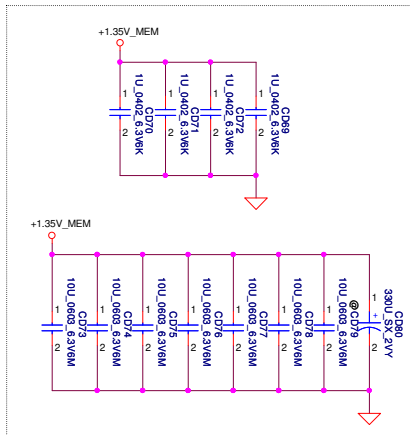 +1.35V_MEM
1
2
CD70
1U_0402_6.3V6K
1
2
CD71
1U_0402_6.3V6K
1
2
CD72
1U_0402_6.3V6K
1
2
CD69
1U_0402_6.3V6K
+1.35V_MEM
1
2
CD73
10U_0603_6.3V6M
1
2
CD74
10U_0603_6.3V6M
1
2
CD75
10U_0603_6.3V6M
1
2
CD76
10U_0603_6.3V6M
1
2
CD77
10U_0603_6.3V6M
1
2
CD78
10U_0603_6.3V6M
1
2
@CD79
10U_0603_6.3V6M
1
+
2
CD80
330U_SX_2VY